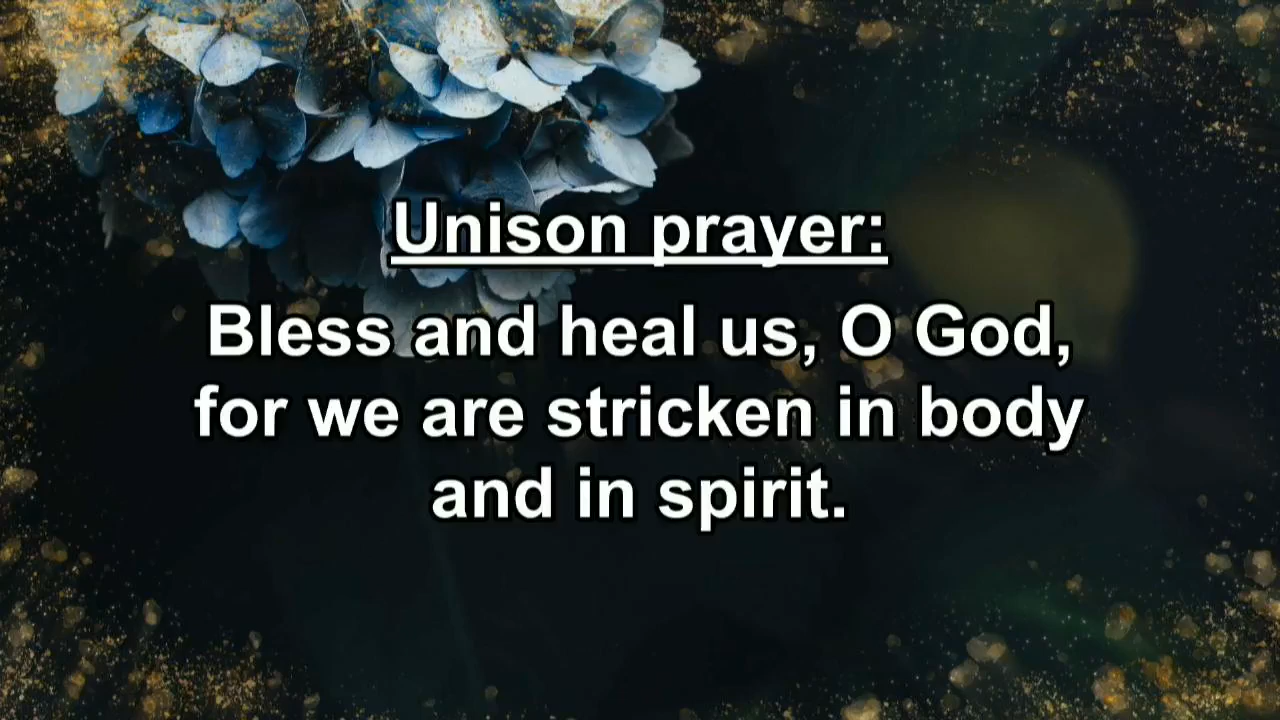 Unison prayer:
Bless and heal us, O God,
for we are stricken in body
and in spirit.